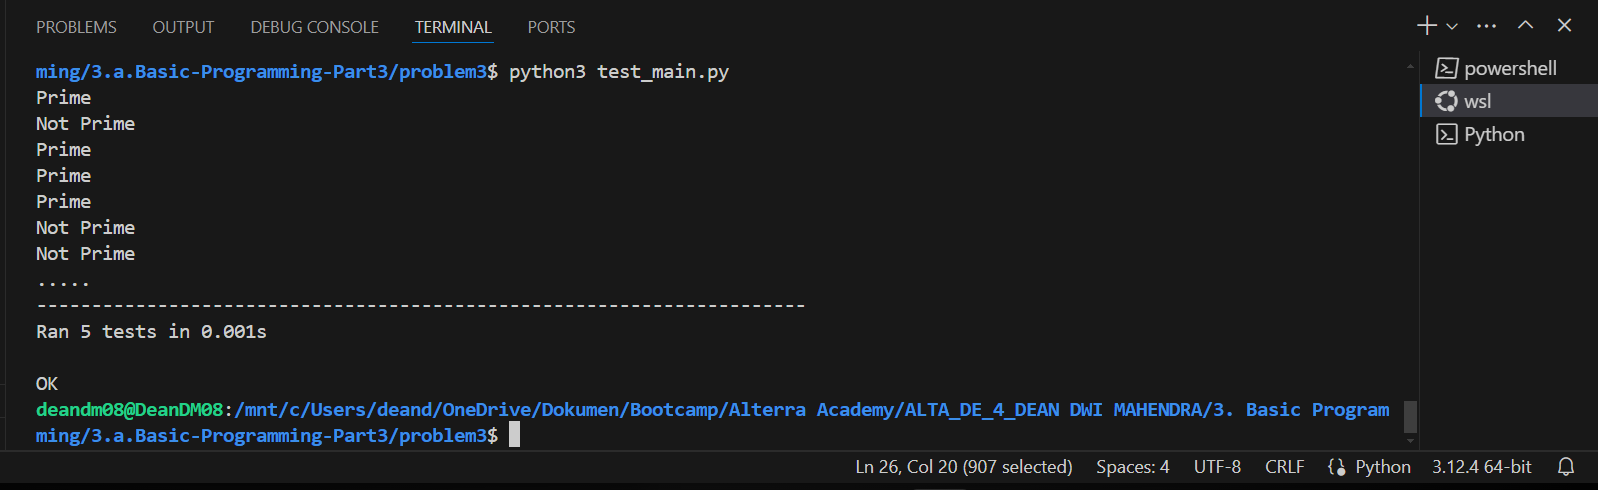 PROBLEMS OUTPUT DEBUG CONSOLE TERMINAL PORTS
ming/3.a.Basic-Programming-Part3/problem3$ python3 test_main.py
Prime
Not Prime
Prime
Prime
Prime
Not Prime
Not Prime
.....
----------------------------------------------------------------------
Ran 5 tests in 0.001s
OK
deandm08@DeanDM08:/mnt/c/Users/deand/OneDrive/Dokumen/Bootcamp/Alterra Academy/ALTA_DE_4_DEAN DWI MAHENDRA/3. Basic Program
ming/3.a.Basic-Programming-Part3/problem3$
powershell
wsl
Python
Ln 26, Col 20 (907 selected) Spaces: 4 UTF-8 CRLF Python 3.12.4 64-bit